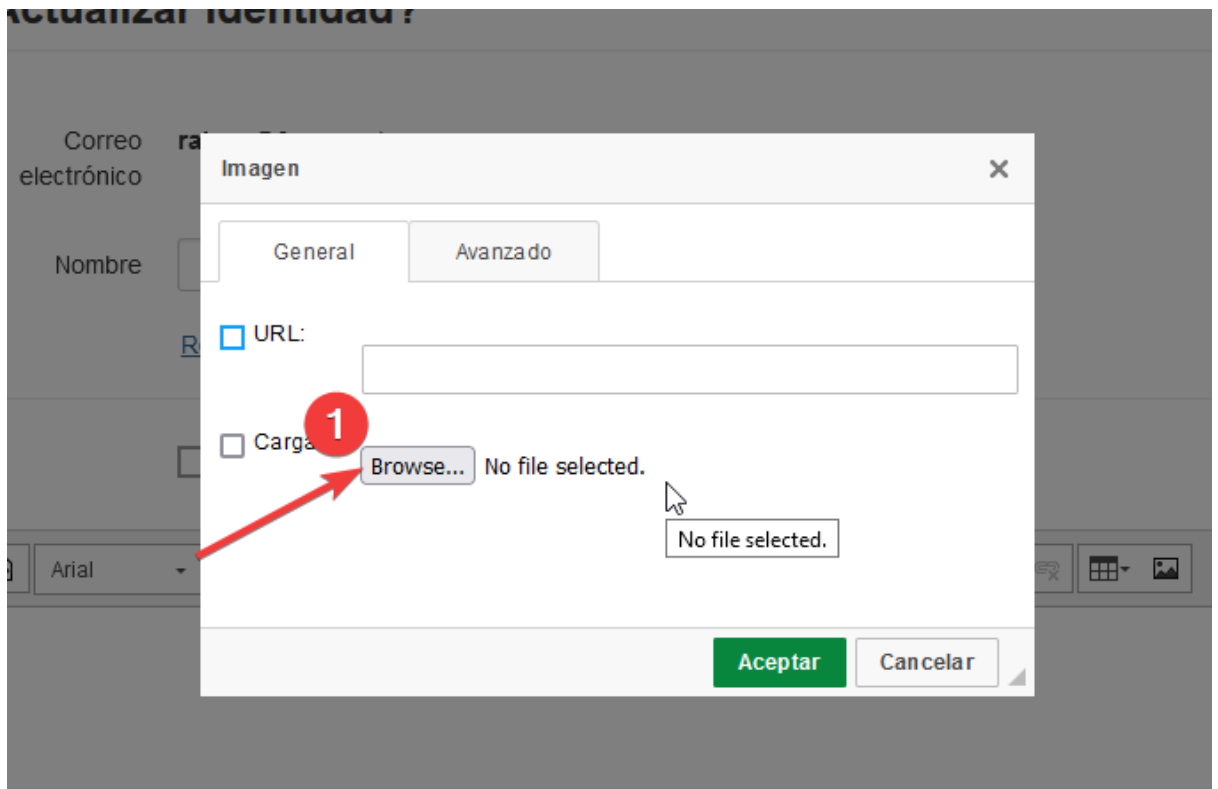 Actualizar identidad?
Correo
electrónico
Nombre
Imagen
General
Avanzado
URL:
1
Browse...
No file selected.
No file selected.
Arial
Aceptar
Cancelar